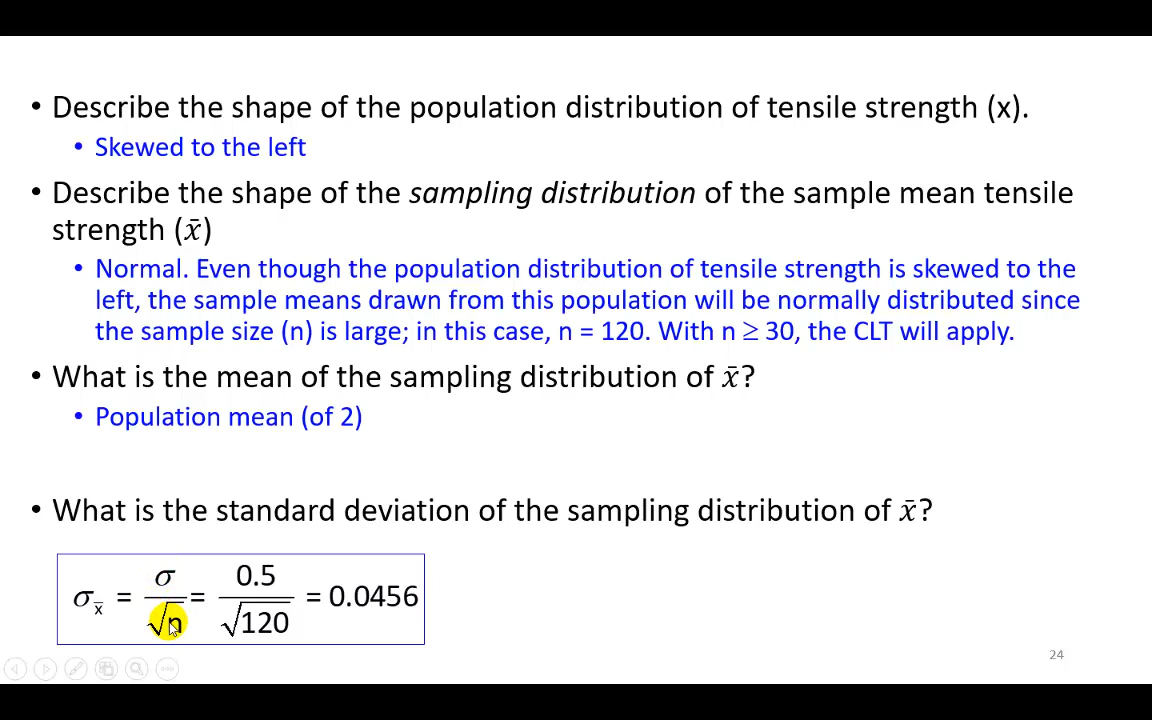 • Describe the shape of the population distribution of tensile strength (x).
• Skewed to the left
• Describe the shape of the sampling distribution of the sample mean tensile
strength (x̄)
• Normal. Even though the population distribution of tensile strength is skewed to the
left, the sample means drawn from this population will be normally distributed since
the sample size (n) is large; in this case, n = 120. With n ≥ 30, the CLT will apply.
• What is the mean of the sampling distribution of x̄?
• Population mean (of 2)
• What is the standard deviation of the sampling distribution of x̄?
σx̄ = σ/√n = 0.5/√120 = 0.0456
24